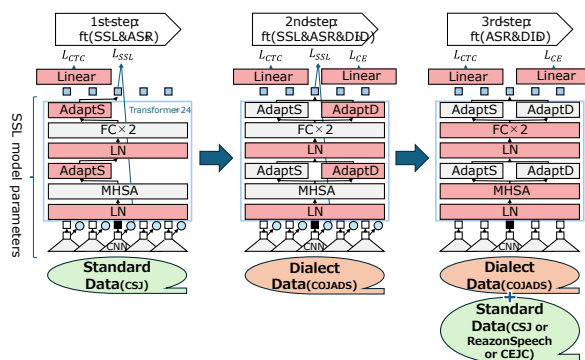 1st-step:
ft(SSL&ASR)
L_CTC
L_SSL
Linear
AdaptS
Transformer×24
FC×2
LN
AdaptS
MHSA
LN
CNN
SSL model parameters
Standard
Data(CSJ)
2nd-step:
ft(SSL&ASR&DID)
L_CTC
L_SSL
L_CE
Linear
Linear
AdaptS
AdaptD
FC×2
LN
AdaptS
AdaptD
MHSA
LN
CNN
Dialect
Data(COJADS)
3rd-step:
ft(ASR&DID)
L_CTC
L_CE
Linear
Linear
AdaptS
AdaptD
FC×2
LN
AdaptS
AdaptD
MHSA
LN
CNN
Dialect
Data(COJADS)
+
Standard
Data(CSJ or
ReazonSpeech
or CEJC)